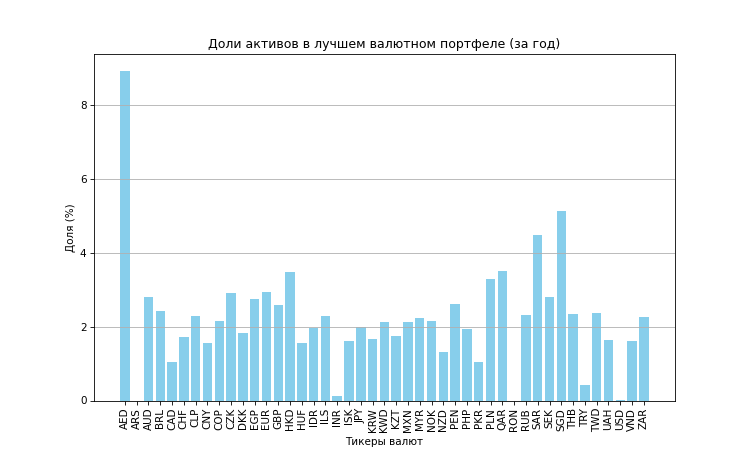 Доли активов в лучшем валютном портфеле (за год)
Доля (%)
8
6
4
2
0
AED ARS AUD BRL CAD CHF CLP CNY COP CZK DKK EGP EUR GBP HKD HUF IDR ILS INR ISK JPY KRW KWD KZT MXN MYR NOK NZD PEN PHP PKR PLN QAR RON RUB SAR SEK SGD THB TRY TWD UAH USD VND ZAR
Тикеры валют